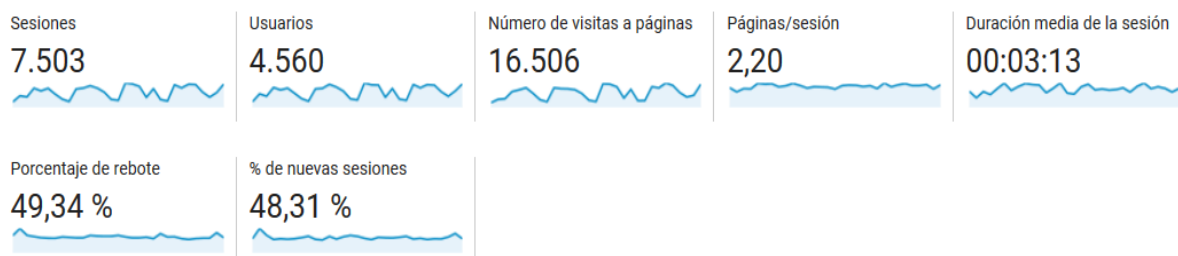 Sesiones
7.503
Usuarios
4.560
Número de visitas a páginas
16.506
Páginas/sesión
2,20
Duración media de la sesión
00:03:13
Porcentaje de rebote
49,34 %
% de nuevas sesiones
48,31 %